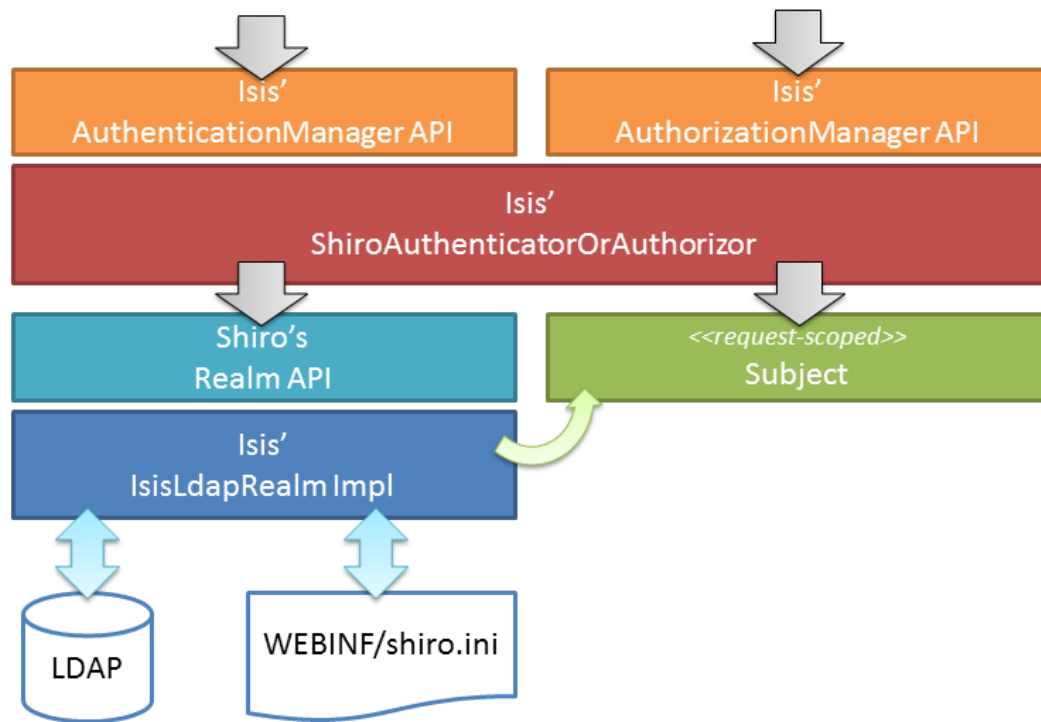 Isis’
AuthenticationManager API
Isis’
AuthorizationManager API
Isis’
ShiroAuthenticatorOrAuthorizor
Shiro’s
Realm API
<<request-scoped>>
Subject
Isis’
IsisLdapRealm Impl
LDAP
WEBINF/shiro.ini